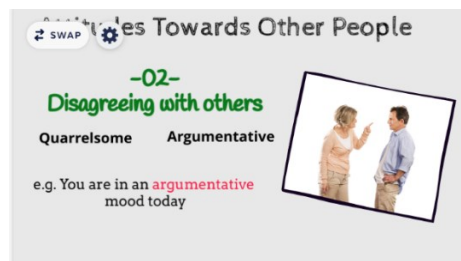 Towards Other People
SWAP
-02-
Disagreeing with others
Quarrelsome Argumentative
e.g. You are in an argumentative
mood today